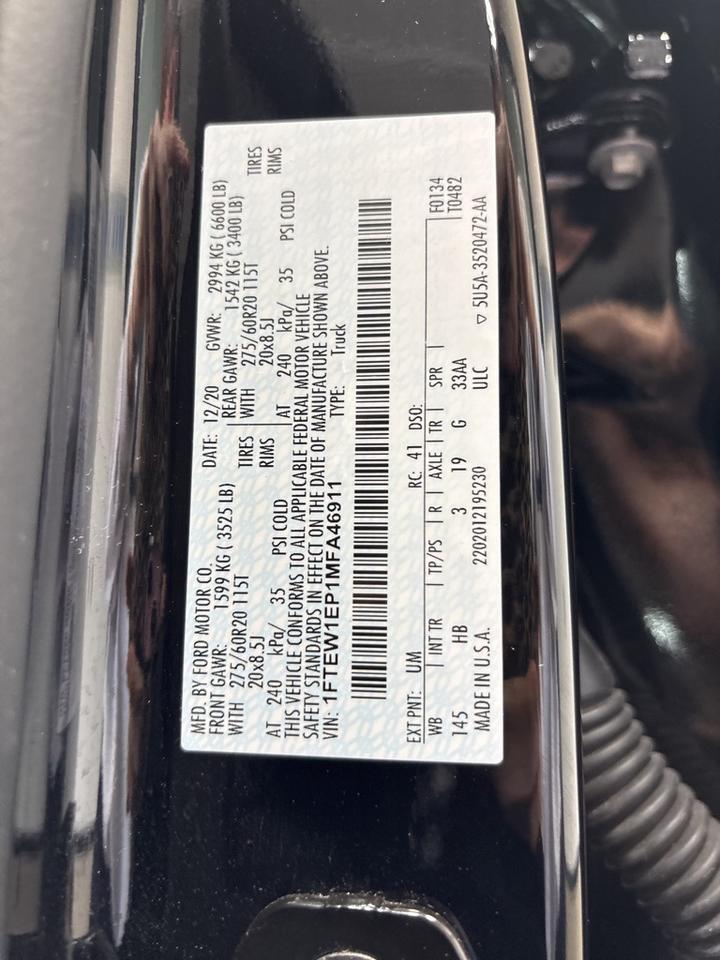 MFD. BY FORD MOTOR CO.
FRONT GAWR: 1599 KG ( 3525 LB)
WITH 275/60R20 115T TIRES
20x8.5J RIMS
AT 240 kPa/ 35 PSI COLD
DATE: 12/20 GVWR: 2994 KG ( 6600 LB)
REAR GAWR: 1542 KG ( 3400 LB)
WITH 275/60R20 115T TIRES
20x8.5J RIMS
AT 240 kPa/ 35 PSI COLD
THIS VEHICLE CONFORMS TO ALL APPLICABLE FEDERAL MOTOR VEHICLE
SAFETY STANDARDS IN EFFECT ON THE DATE OF MANUFACTURE SHOWN ABOVE.
VIN: 1FTEW1EP1MFA46911 TYPE: Truck
EXT PNT: UM RC: 41 DSO:
WB INT TR TP/PS R AXLE TR SPR F0134
145 HB 3 19 G 33AA T0482
MADE IN U.S.A. 2202012195230 ULC ▽ 5U5A-3520472-AA